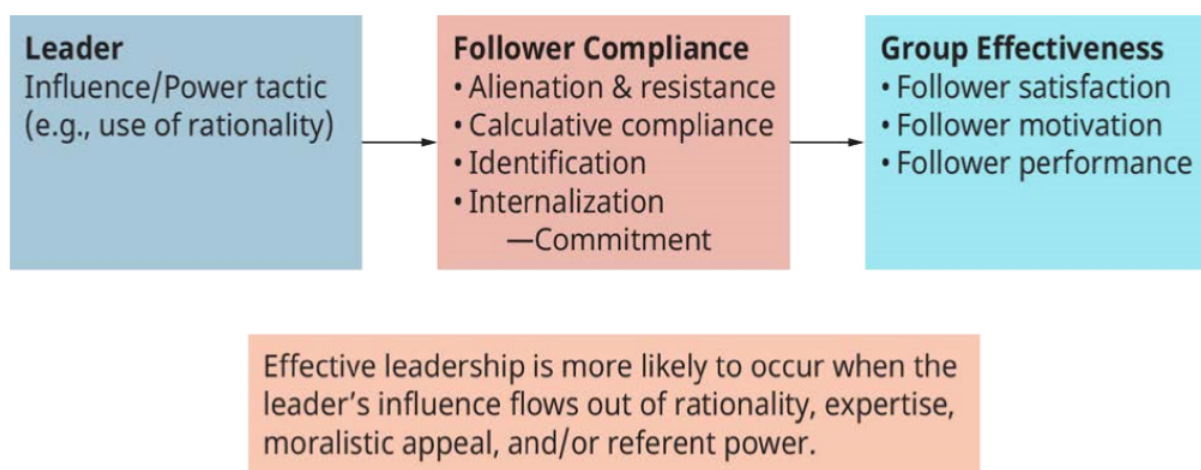 Leader
Influence/Power tactic
(e.g., use of rationality)
Follower Compliance
• Alienation & resistance
• Calculative compliance
• Identification
• Internalization
—Commitment
Group Effectiveness
• Follower satisfaction
• Follower motivation
• Follower performance
Effective leadership is more likely to occur when the
leader’s influence flows out of rationality, expertise,
moralistic appeal, and/or referent power.